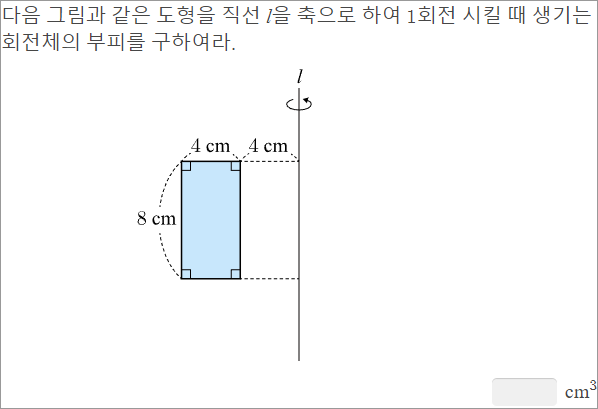 다음 그림과 같은 도형을 직선 l을 축으로 하여 1회전 시킬 때 생기는
회전체의 부피를 구하여라.
l
4 cm 4 cm
8 cm
cm³